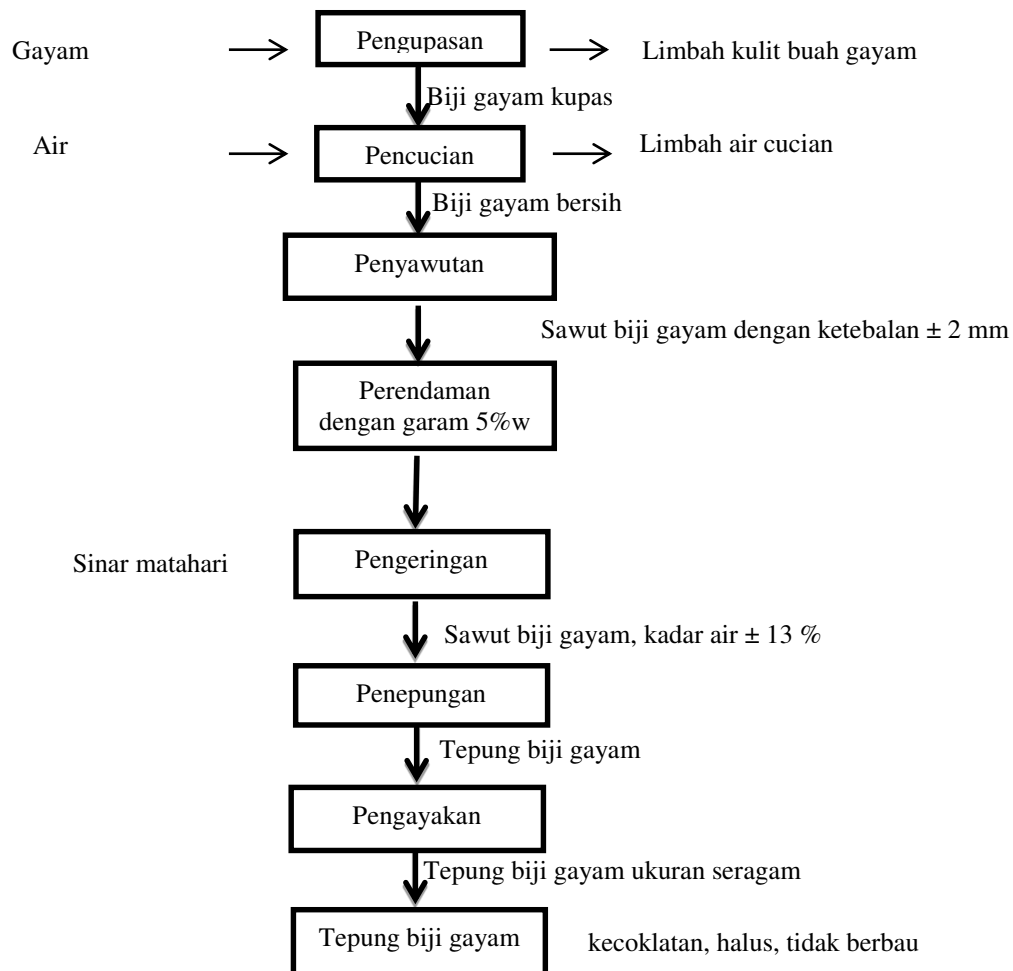 Gayam
Pengupasan
Limbah kulit buah gayam
Biji gayam kupas
Air
Pencucian
Limbah air cucian
Biji gayam bersih
Penyawutan
Sawut biji gayam dengan ketebalan ± 2 mm
Perendaman
dengan garam 5%w
Sinar matahari
Pengeringan
Sawut biji gayam, kadar air ± 13 %
Penepungan
Tepung biji gayam
Pengayakan
Tepung biji gayam ukuran seragam
Tepung biji gayam
kecoklatan, halus, tidak berbau